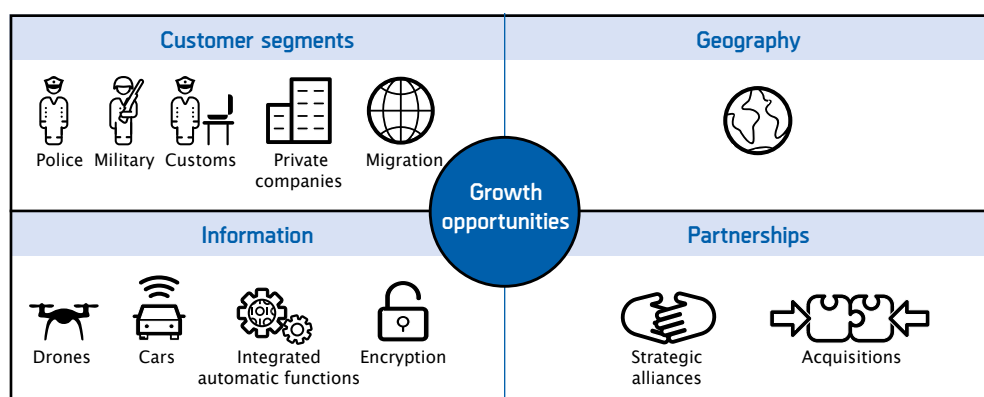 Customer segments
Geography
Police
Military
Customs
Private
companies
Migration
Growth
opportunities
Information
Partnerships
Drones
Cars
Integrated
automatic functions
Encryption
Strategic
alliances
Acquisitions